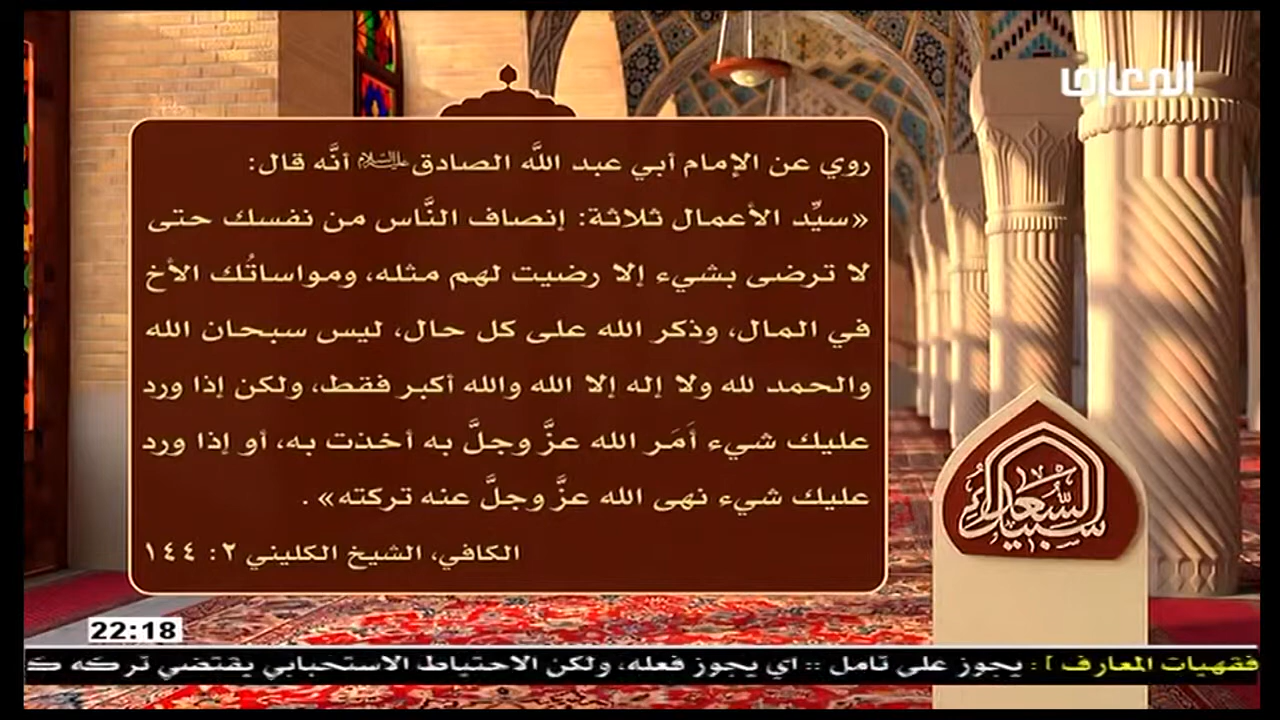 المعارف
روي عن الإمام أبي عبد اللَّه الصادق عليه السلام أنَّه قال:
«سيِّد الأعمال ثلاثة: إنصاف النَّاس من نفسك حتى
لا ترضى بشيء إلا رضيت لهم مثله، ومواساتُك الأخ
في المال، وذكر الله على كل حال، ليس سبحان الله
والحمد لله ولا إله إلا الله والله أكبر فقط، ولكن إذا ورد
عليك شيء أَمَر الله عزَّ وجلَّ به أخذت به، أو إذا ورد
عليك شيء نهى الله عزَّ وجلَّ عنه تركته» .
الكافي، الشيخ الكليني ٢: ١٤٤
سبيل السُّعداء
22:18
فقهيات المعارف ] : يجوز على تامل :: اي يجوز فعله، ولكن الاحتياط الاستحبابي يقتضي تركه